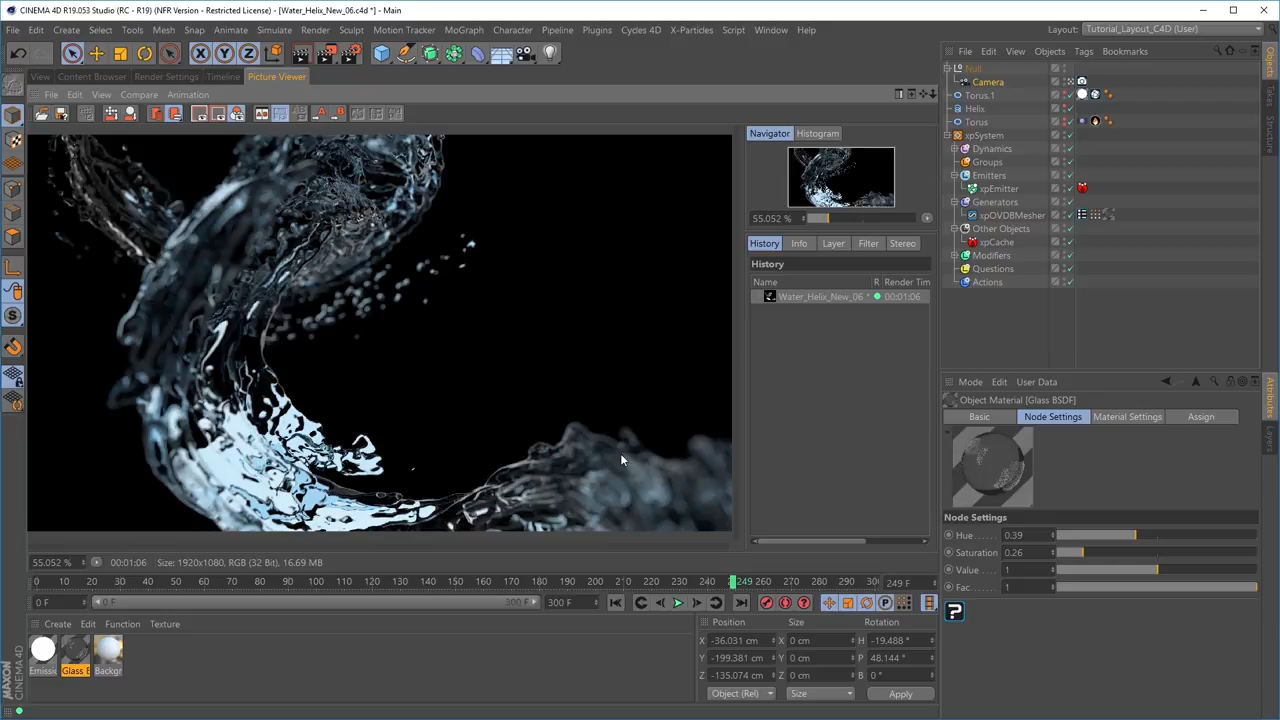 CINEMA 4D R19.053 Studio (RC - R19) (NFR Version - Restricted License) - [Water_Helix_New_06.c4d *] - Main
File Edit Create Select Tools Mesh Snap Animate Simulate Render Sculpt Motion Tracker MoGraph Character Pipeline Plugins Cycles 4D X-Particles Script Window Help
Layout: Tutorial_Layout_C4D (User)
View Content Browser Render Settings Timeline Picture Viewer
File Edit View Compare Animation
Navigator Histogram
55.052 %
History Info Layer Filter Stereo
History
Name R Render Tim
Water_Helix_New_06 * 00:01:06
55.052 % 00:01:06 Size: 1920x1080, RGB (32 Bit), 16.69 MB
0 10 20 30 40 50 60 70 80 90 100 110 120 130 140 150 160 170 180 190 200 210 220 230 240 249 260 270 280 290 300 249 F
0 F 0 F 300 F 300 F
Create Edit Function Texture
Emissi Glass B Backgr
Position Size Rotation
X -36.031 cm X 0 cm H -19.488 °
Y -199.381 cm Y 0 cm P 48.144 °
Z -135.074 cm Z 0 cm B 0 °
Object (Rel) Size Apply
File Edit View Objects Tags Bookmarks
Null
Camera
Torus.1
Helix
Torus
xpSystem
Dynamics
Groups
Emitters
xpEmitter
Generators
xpOVDBMesher
Other Objects
xpCache
Modifiers
Questions
Actions
Objects
Takes
Structure
Mode Edit User Data
Object Material [Glass BSDF]
Basic Node Settings Material Settings Assign
Node Settings
Hue 0.39
Saturation 0.26
Value 1
Fac 1
Attributes
Layers
MAXON CINEMA 4D